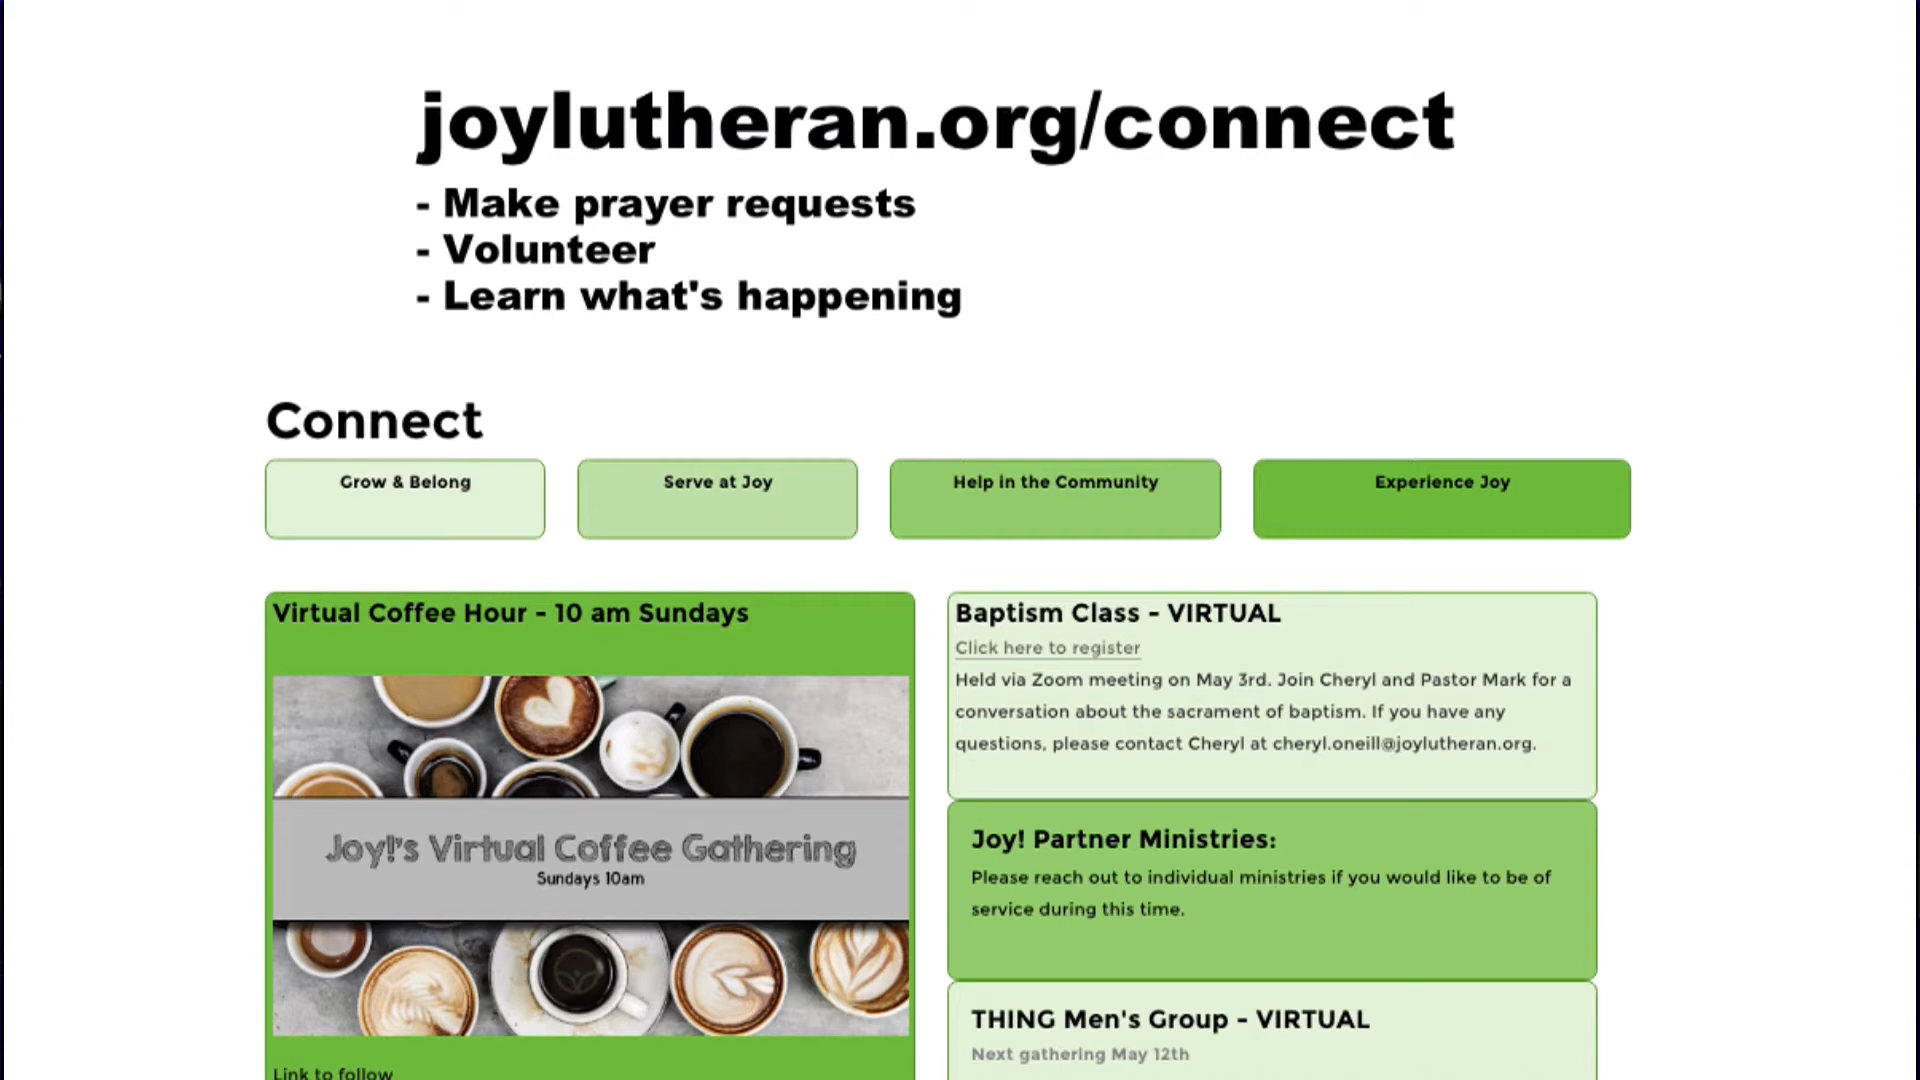 joylutheran.org/connect
- Make prayer requests
- Volunteer
- Learn what's happening
Connect
Grow & Belong
Serve at Joy
Help in the Community
Experience Joy
Virtual Coffee Hour - 10 am Sundays
Joy!'s Virtual Coffee Gathering
Sundays 10am
Link to follow
Baptism Class - VIRTUAL
Click here to register
Held via Zoom meeting on May 3rd. Join Cheryl and Pastor Mark for a
conversation about the sacrament of baptism. If you have any
questions, please contact Cheryl at cheryl.oneill@joylutheran.org.
Joy! Partner Ministries:
Please reach out to individual ministries if you would like to be of
service during this time.
THING Men's Group - VIRTUAL
Next gathering May 12th